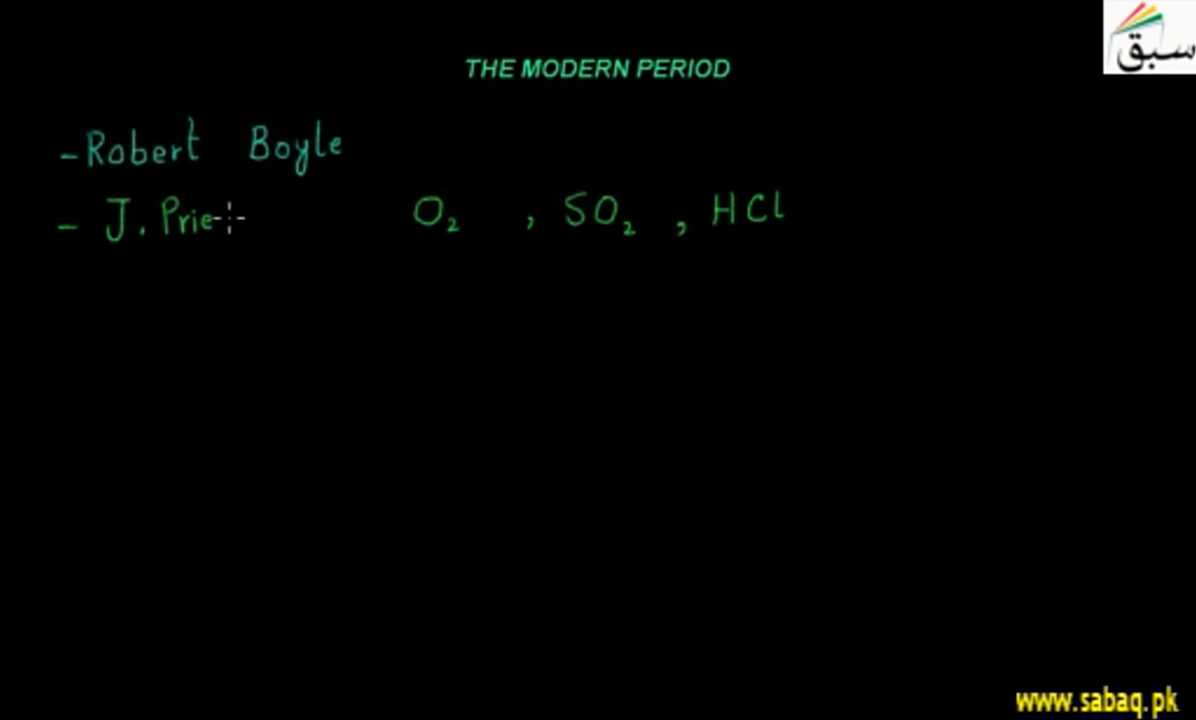 سبق
THE MODERN PERIOD
- Robert Boyle
- J. Prie O₂ , SO₂ , HCl
www.sabaq.pk